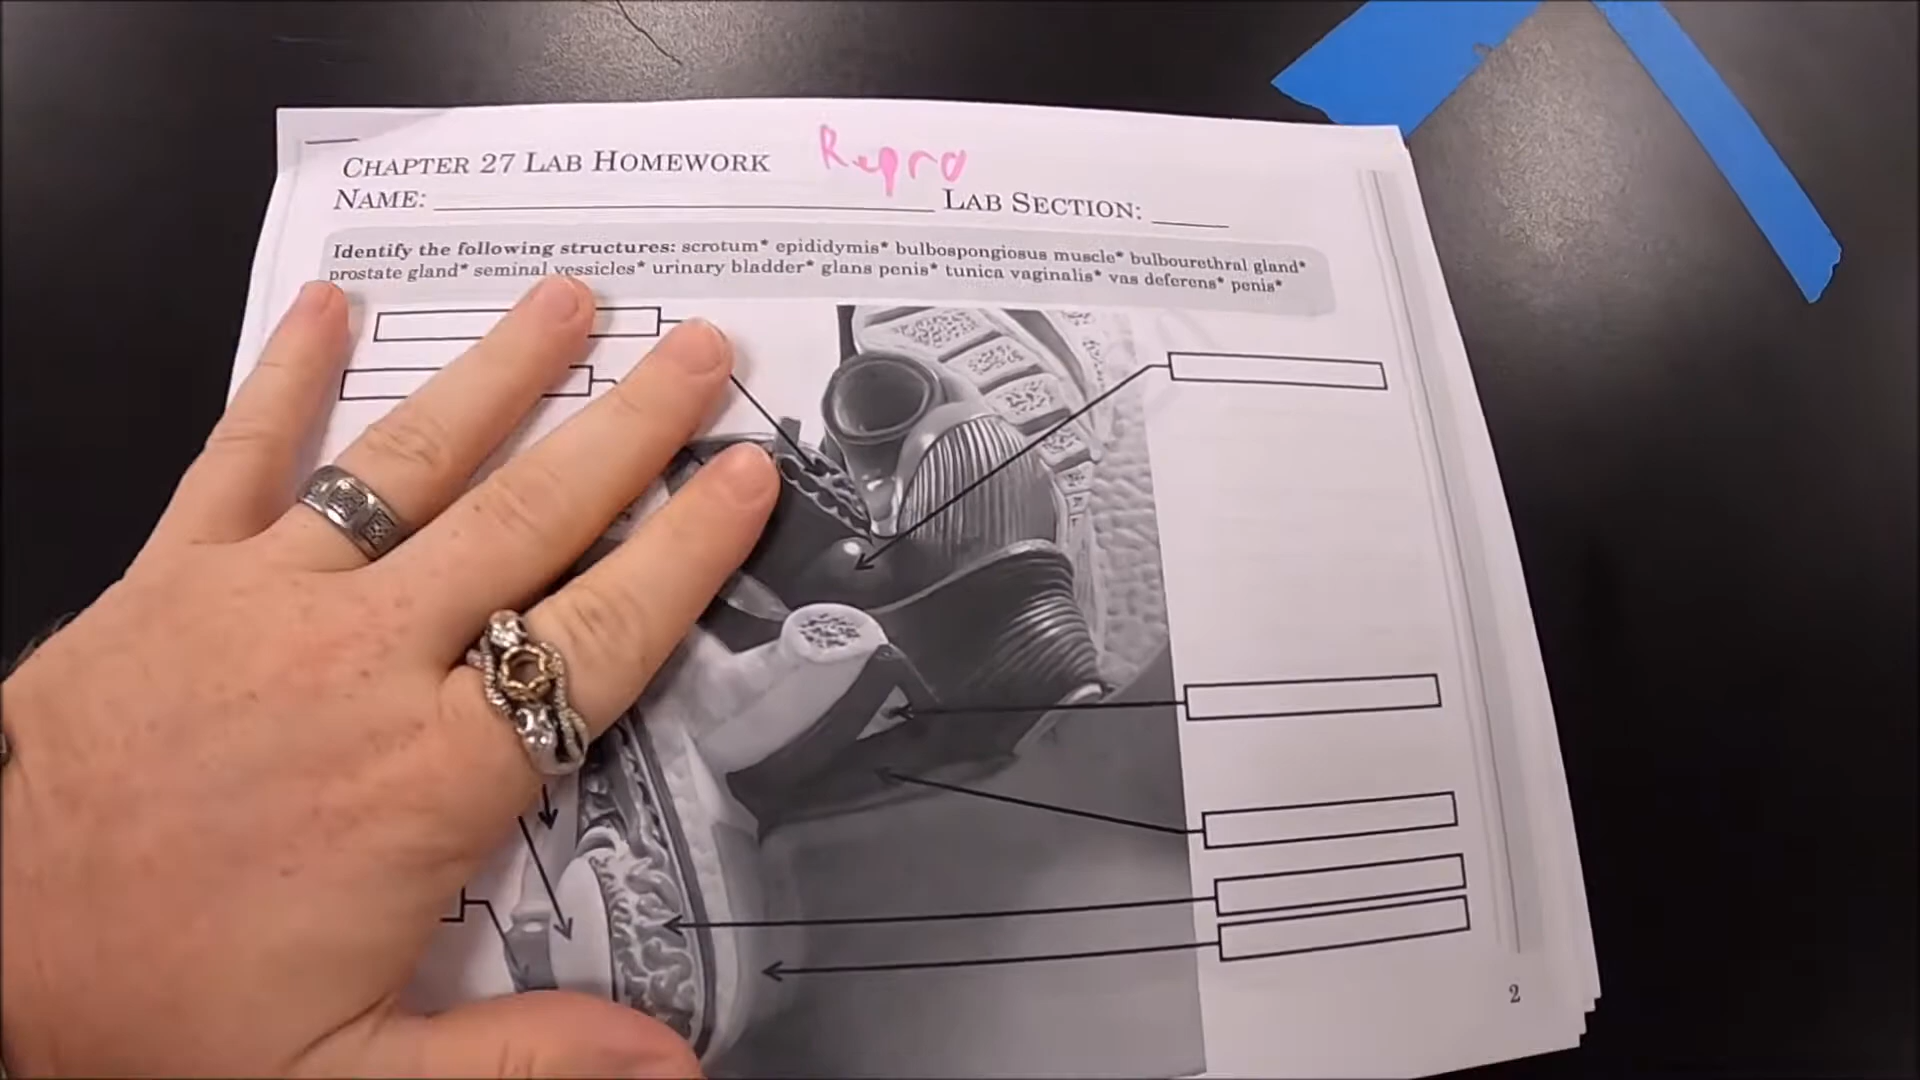 CHAPTER 27 LAB HOMEWORK Repro
NAME: LAB SECTION:
Identify the following structures: scrotum* epididymis* bulbospongiosus muscle* bulbourethral gland*
prostate gland* seminal vessicles* urinary bladder* glans penis* tunica vaginalis* vas deferens* penis*
2